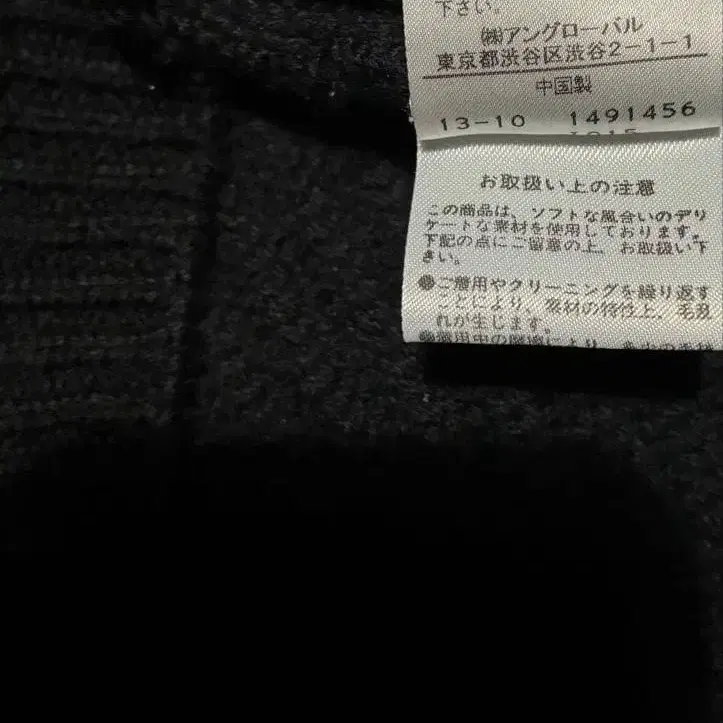 下さい。
㈱アングローバル
東京都渋谷区渋谷2-1-1
中国製
13-10 1491456
お取扱い上の注意
この商品は、ソフトな風合いのデリ
ケートな素材を使用しております。
下記の点にご留意の上、お取扱い下
さい。
●ご着用やクリーニングを繰り返す
ことにより、素材の特性上、毛
れが生じます。